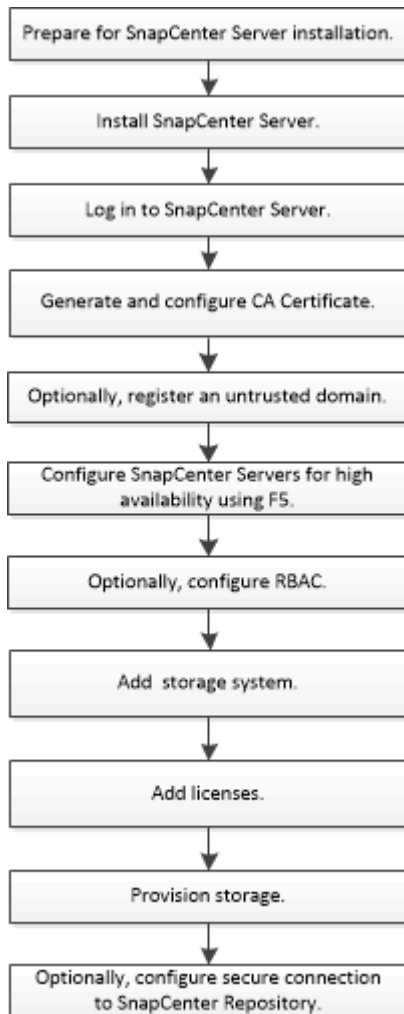 Prepare for SnapCenter Server installation.
Install SnapCenter Server.
Log in to SnapCenter Server.
Generate and configure CA Certificate.
Optionally, register an untrusted domain.
Configure SnapCenter Servers for high
availability using F5.
Optionally, configure RBAC.
Add storage system.
Add licenses.
Provision storage.
Optionally, configure secure connection
to SnapCenter Repository.